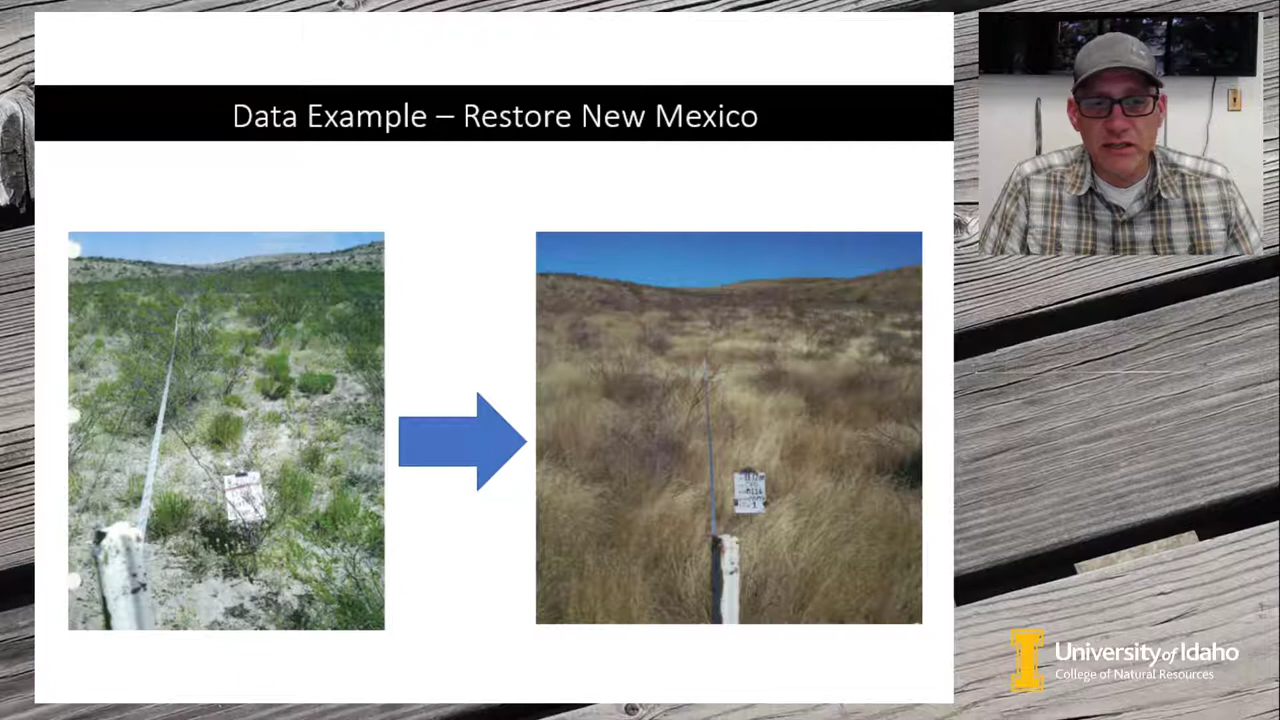 Data Example – Restore New Mexico
University of Idaho
College of Natural Resources